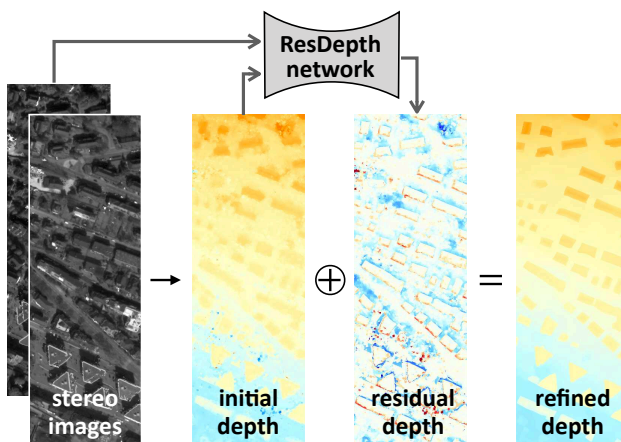 ResDepth
network
stereo
images
initial
depth
residual
depth
refined
depth